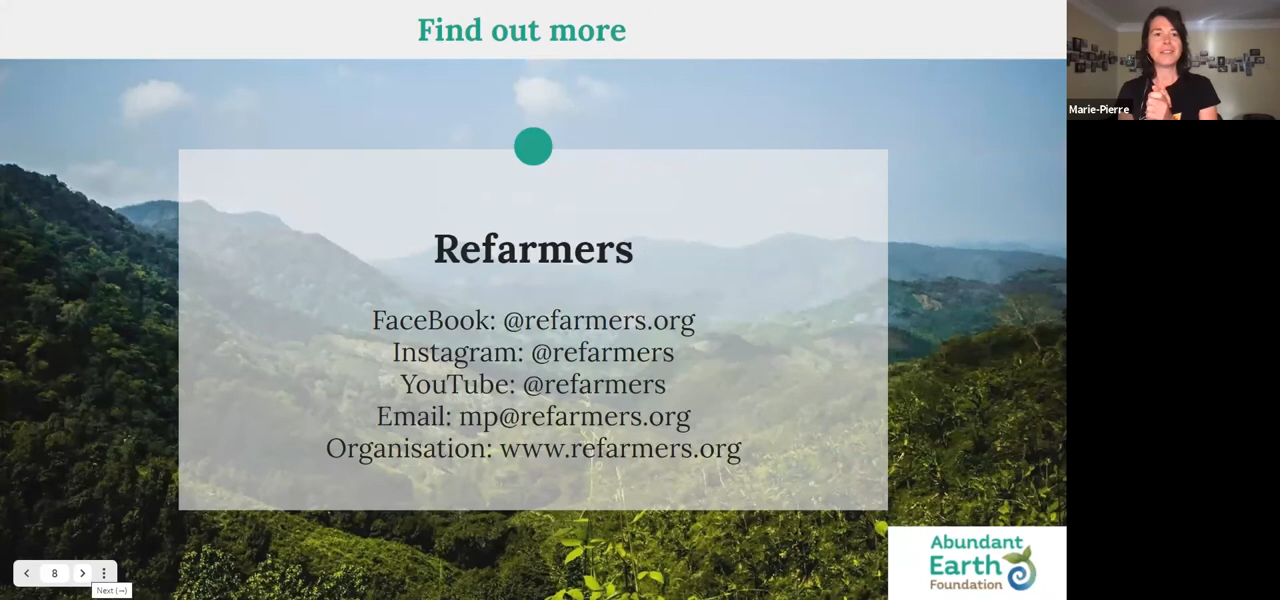 Find out more
Marie-Pierre
Refarmers
FaceBook: @refarmers.org
Instagram: @refarmers
YouTube: @refarmers
Email: mp@refarmers.org
Organisation: www.refarmers.org
Abundant
Earth
Foundation
8
Next (→)